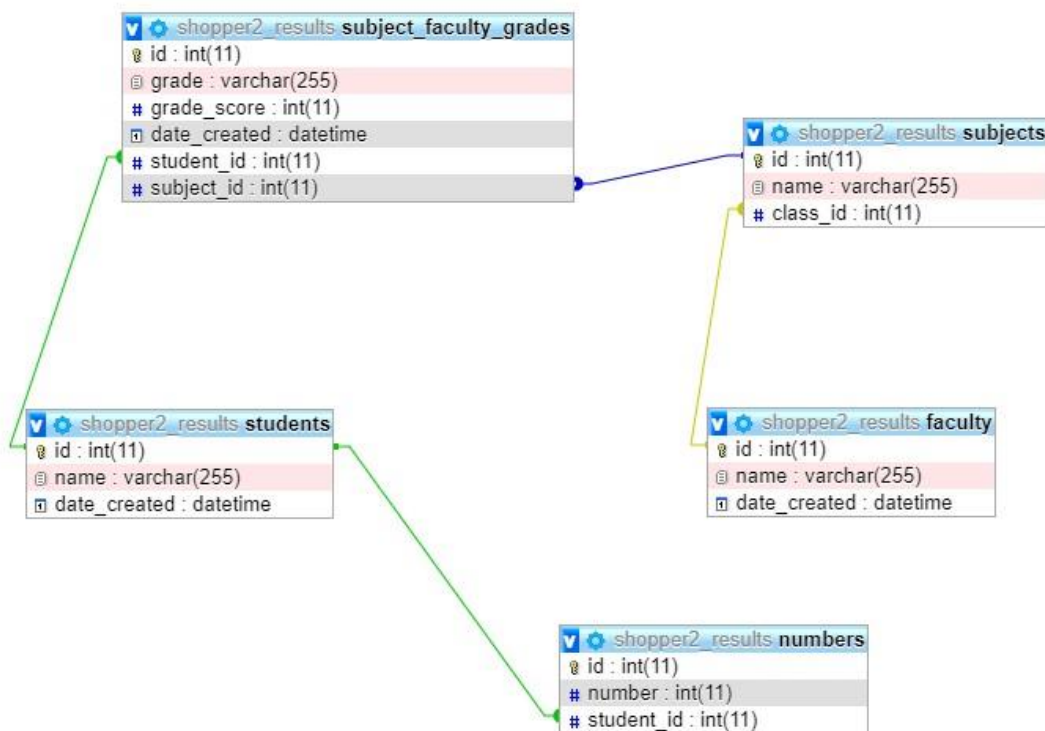 shopper2_results subject_faculty_grades
id : int(11)
grade : varchar(255)
# grade_score : int(11)
date_created : datetime
# student_id : int(11)
# subject_id : int(11)
shopper2_results subjects
id : int(11)
name : varchar(255)
# class_id : int(11)
shopper2_results students
id : int(11)
name : varchar(255)
date_created : datetime
shopper2_results faculty
id : int(11)
name : varchar(255)
date_created : datetime
shopper2_results numbers
id : int(11)
# number : int(11)
# student_id : int(11)